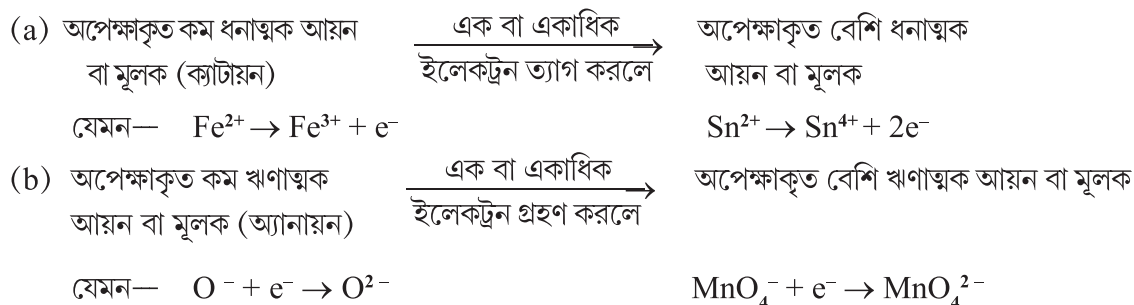 (a) অপেক্ষাকৃত কম ধনাত্মক আয়ন এক বা একাধিক অপেক্ষাকৃত বেশি ধনাত্মক
বা মূলক (ক্যাটায়ন) ইলেকট্রন ত্যাগ করলে আয়ন বা মূলক
যেমন— Fe²⁺ → Fe³⁺ + e⁻ Sn²⁺ → Sn⁴⁺ + 2e⁻
(b) অপেক্ষাকৃত কম ঋণাত্মক এক বা একাধিক অপেক্ষাকৃত বেশি ঋণাত্মক আয়ন বা মূলক
আয়ন বা মূলক (অ্যানায়ন) ইলেকট্রন গ্রহণ করলে
যেমন— O⁻ + e⁻ → O²⁻ MnO₄⁻ + e⁻ → MnO₄²⁻